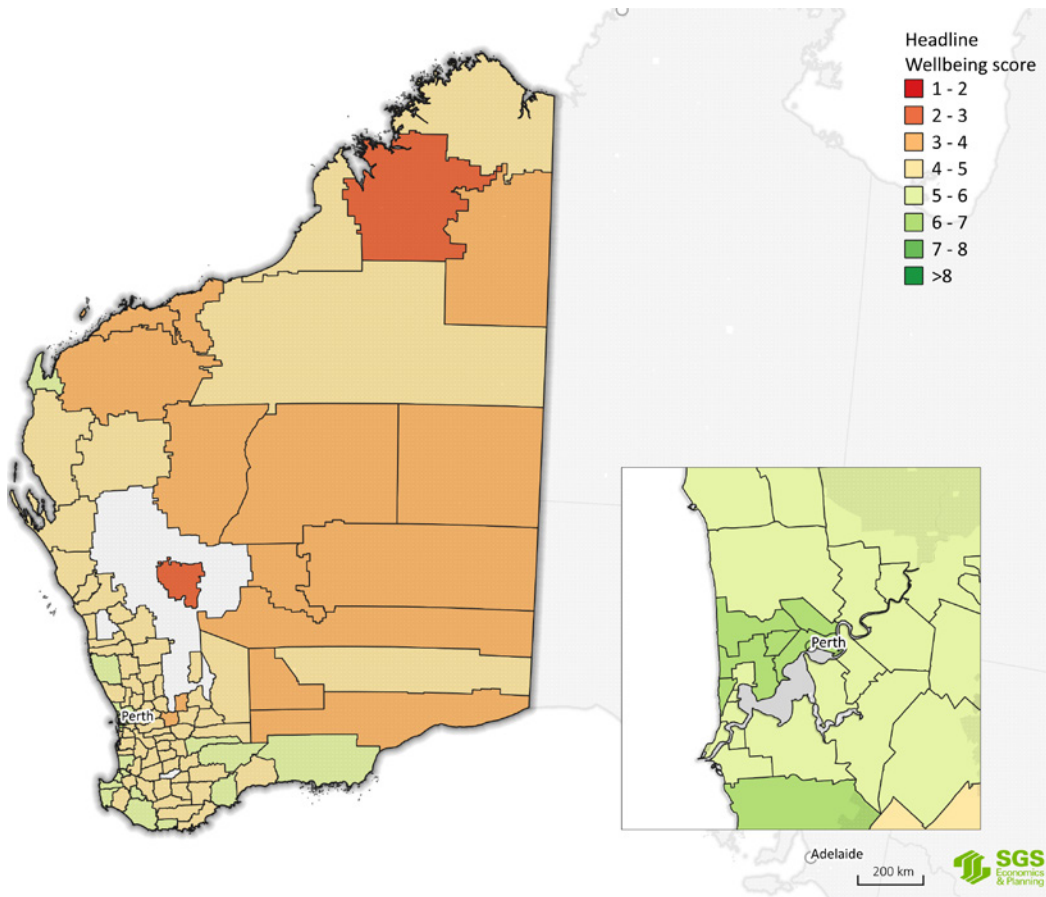 Headline
Wellbeing score
1 - 2
2 - 3
3 - 4
4 - 5
5 - 6
6 - 7
7 - 8
>8
Perth
Perth
Adelaide
200 km
SGS
Economics
& Planning